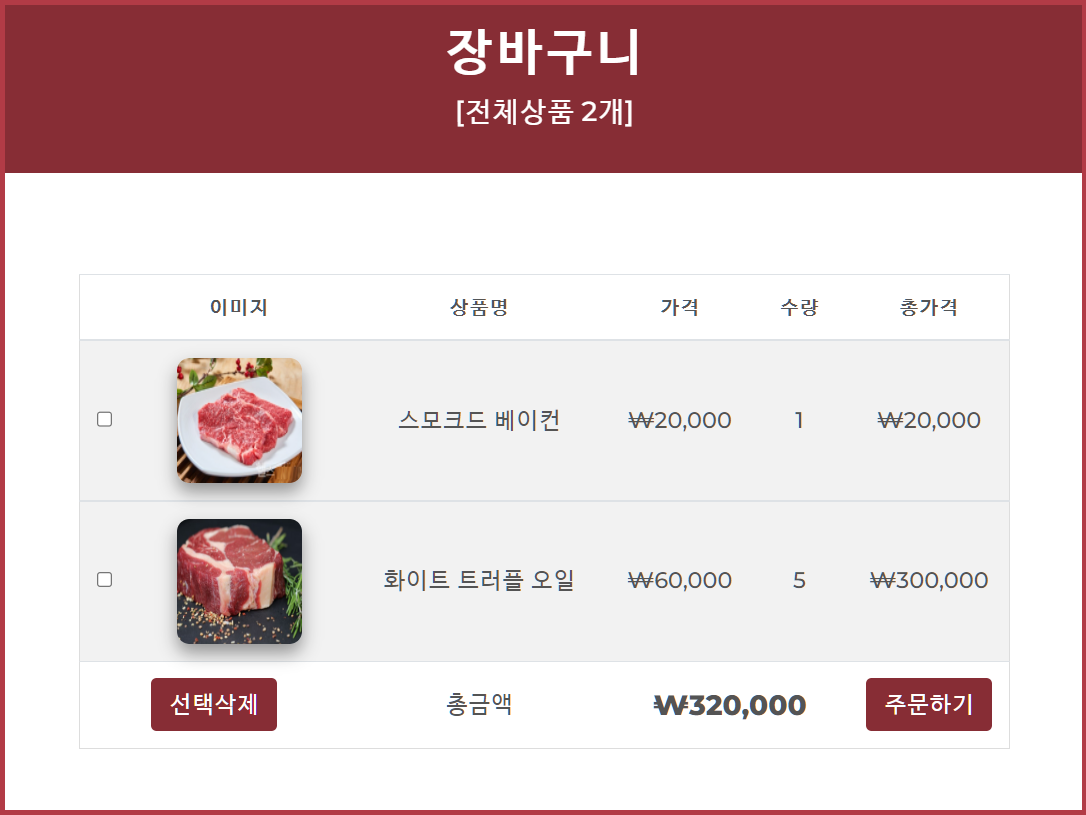 장바구니
[전체상품 2개]
이미지 상품명 가격 수량 총가격
스모크드 베이컨 ₩20,000 1 ₩20,000
화이트 트러플 오일 ₩60,000 5 ₩300,000
선택삭제 총금액 ₩320,000 주문하기